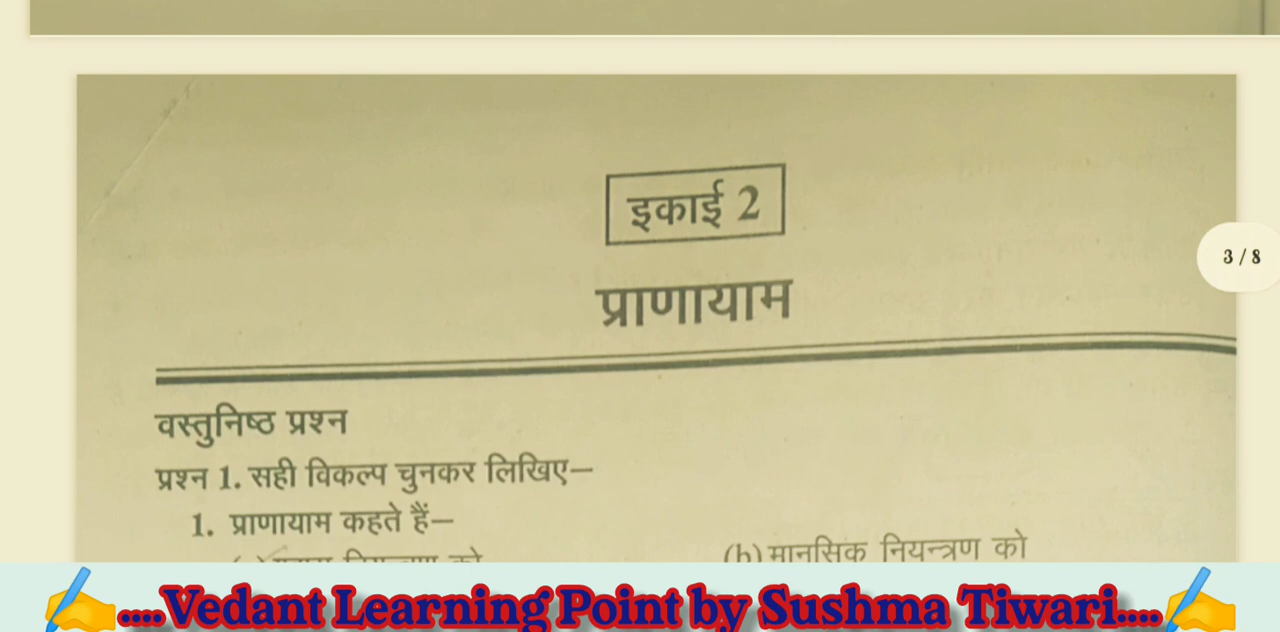 इकाई 2
3 / 8
प्राणायाम
वस्तुनिष्ठ प्रश्न
प्रश्न 1. सही विकल्प चुनकर लिखिए—
1. प्राणायाम कहते हैं—
(b) मानसिक नियन्त्रण को
....Vedant Learning Point by Sushma Tiwari....